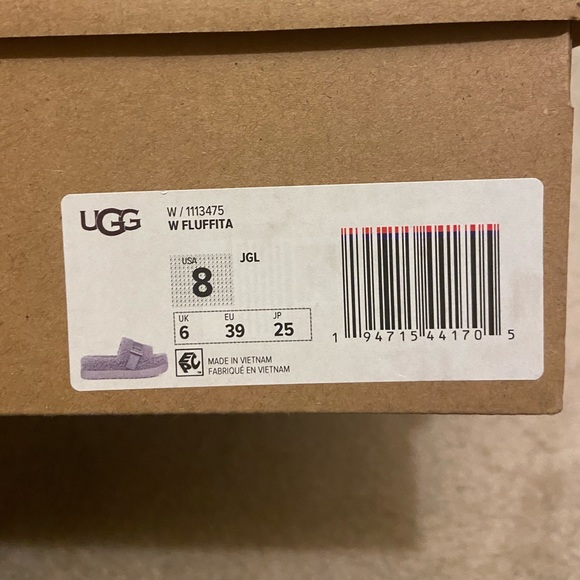 UGG
W / 1113475
W FLUFFITA
USA
8
JGL
UK EU JP
6 39 25
MADE IN VIETNAM
FABRIQUÉ EN VIETNAM
1 94715 44170 5